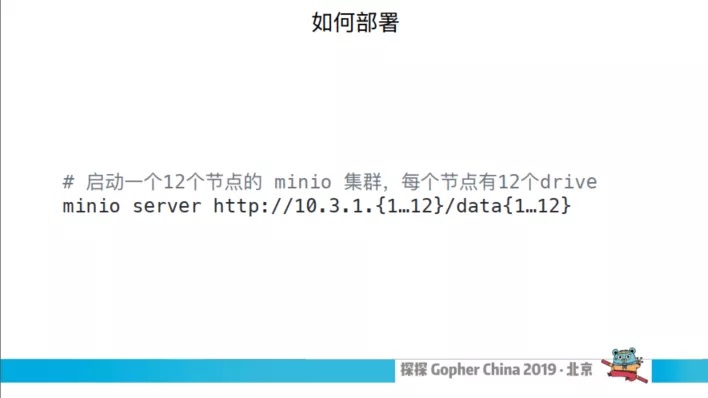 如何部署
# 启动一个12个节点的 minio 集群，每个节点有12个drive
minio server http://10.3.1.{1…12}/data{1…12}
探探 Gopher China 2019 · 北京